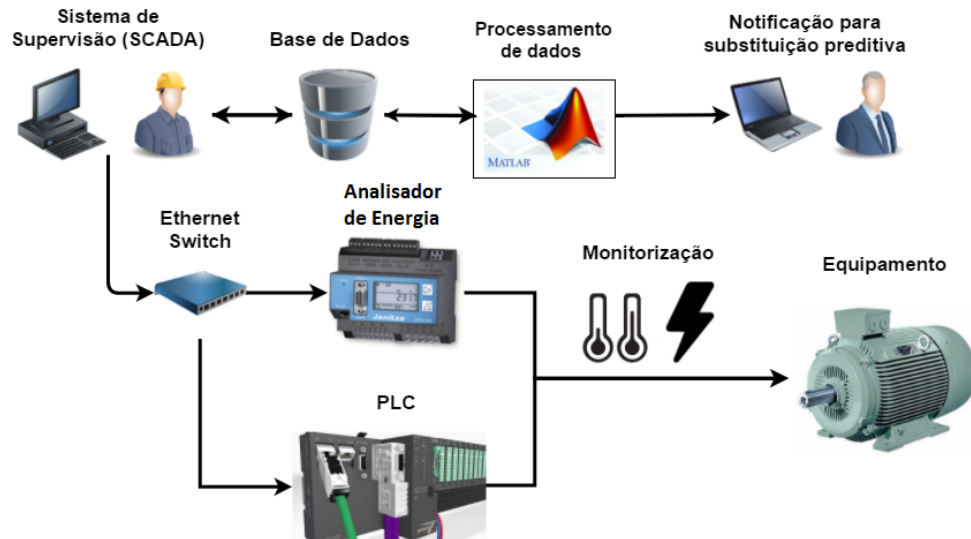 Sistema de
Supervisão (SCADA)
Base de Dados
Processamento
de dados
Notificação para
substituição preditiva
MATLAB
Ethernet
Switch
Analisador
de Energia
Janitza
Monitorização
Equipamento
PLC